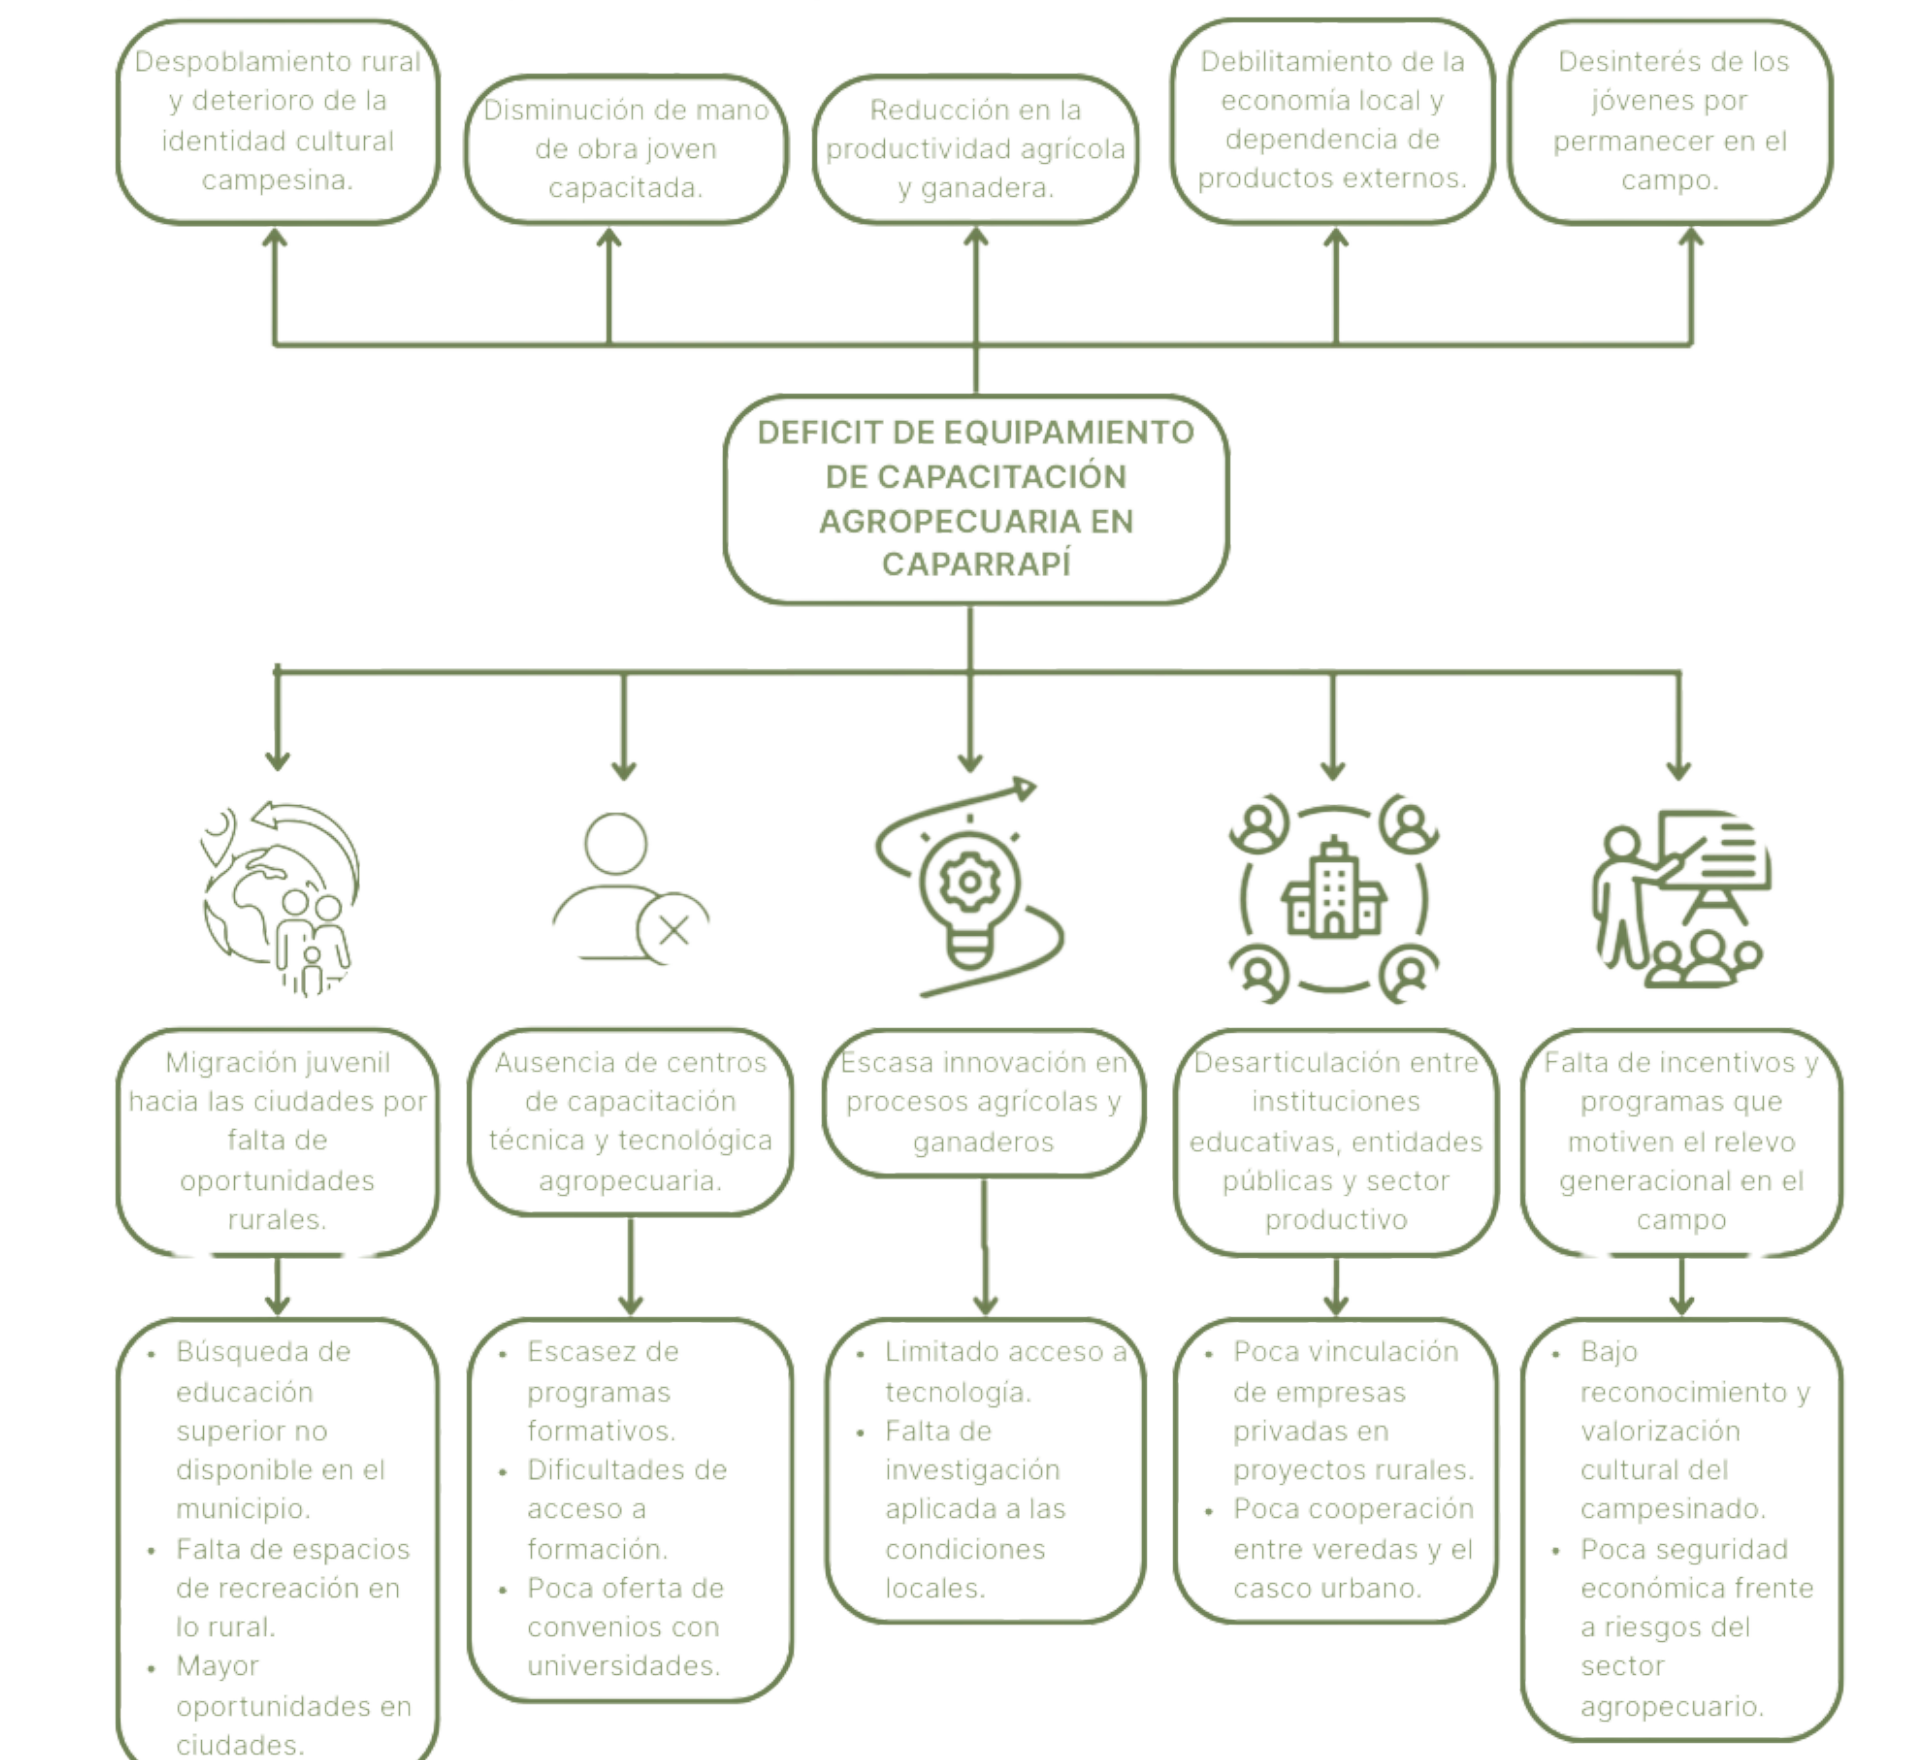 Despoblamiento rural
y deterioro de la
identidad cultural
campesina.
Disminución de mano
de obra joven
capacitada.
Reducción en la
productividad agrícola
y ganadera.
Debilitamiento de la
economía local y
dependencia de
productos externos.
Desinterés de los
jóvenes por
permanecer en el
campo.
DEFICIT DE EQUIPAMIENTO
DE CAPACITACIÓN
AGROPECUARIA EN
CAPARRAPÍ
Migración juvenil
hacia las ciudades por
falta de
oportunidades
rurales.
Ausencia de centros
de capacitación
técnica y tecnológica
agropecuaria.
Escasa innovación en
procesos agrícolas y
ganaderos
Desarticulación entre
instituciones
educativas, entidades
públicas y sector
productivo
Falta de incentivos y
programas que
motiven el relevo
generacional en el
campo
• Búsqueda de
educación
superior no
disponible en el
municipio.
• Falta de espacios
de recreación en
lo rural.
• Mayor
oportunidades en
ciudades.
• Escasez de
programas
formativos.
• Dificultades de
acceso a
formación.
• Poca oferta de
convenios con
universidades.
• Limitado acceso a
tecnología.
• Falta de
investigación
aplicada a las
condiciones
locales.
• Poca vinculación
de empresas
privadas en
proyectos rurales.
• Poca cooperación
entre veredas y el
casco urbano.
• Bajo
reconocimiento y
valorización
cultural del
campesinado.
• Poca seguridad
económica frente
a riesgos del
sector
agropecuario.